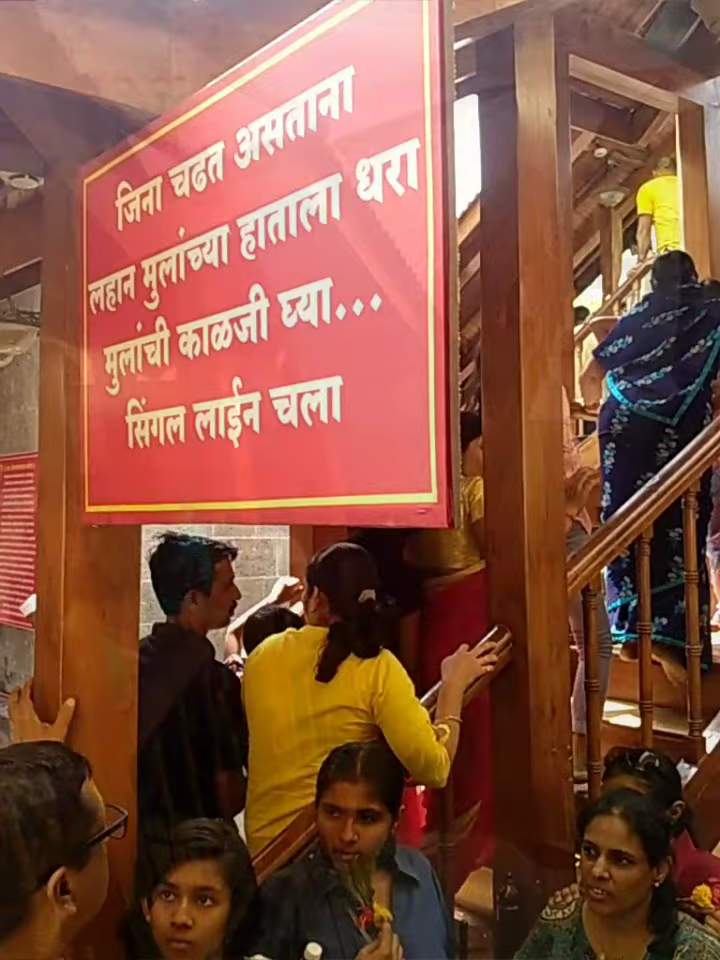 जिना चढत असताना
लहान मुलांच्या हाताला धरा
मुलांची काळजी घ्या...
सिंगल लाईन चला